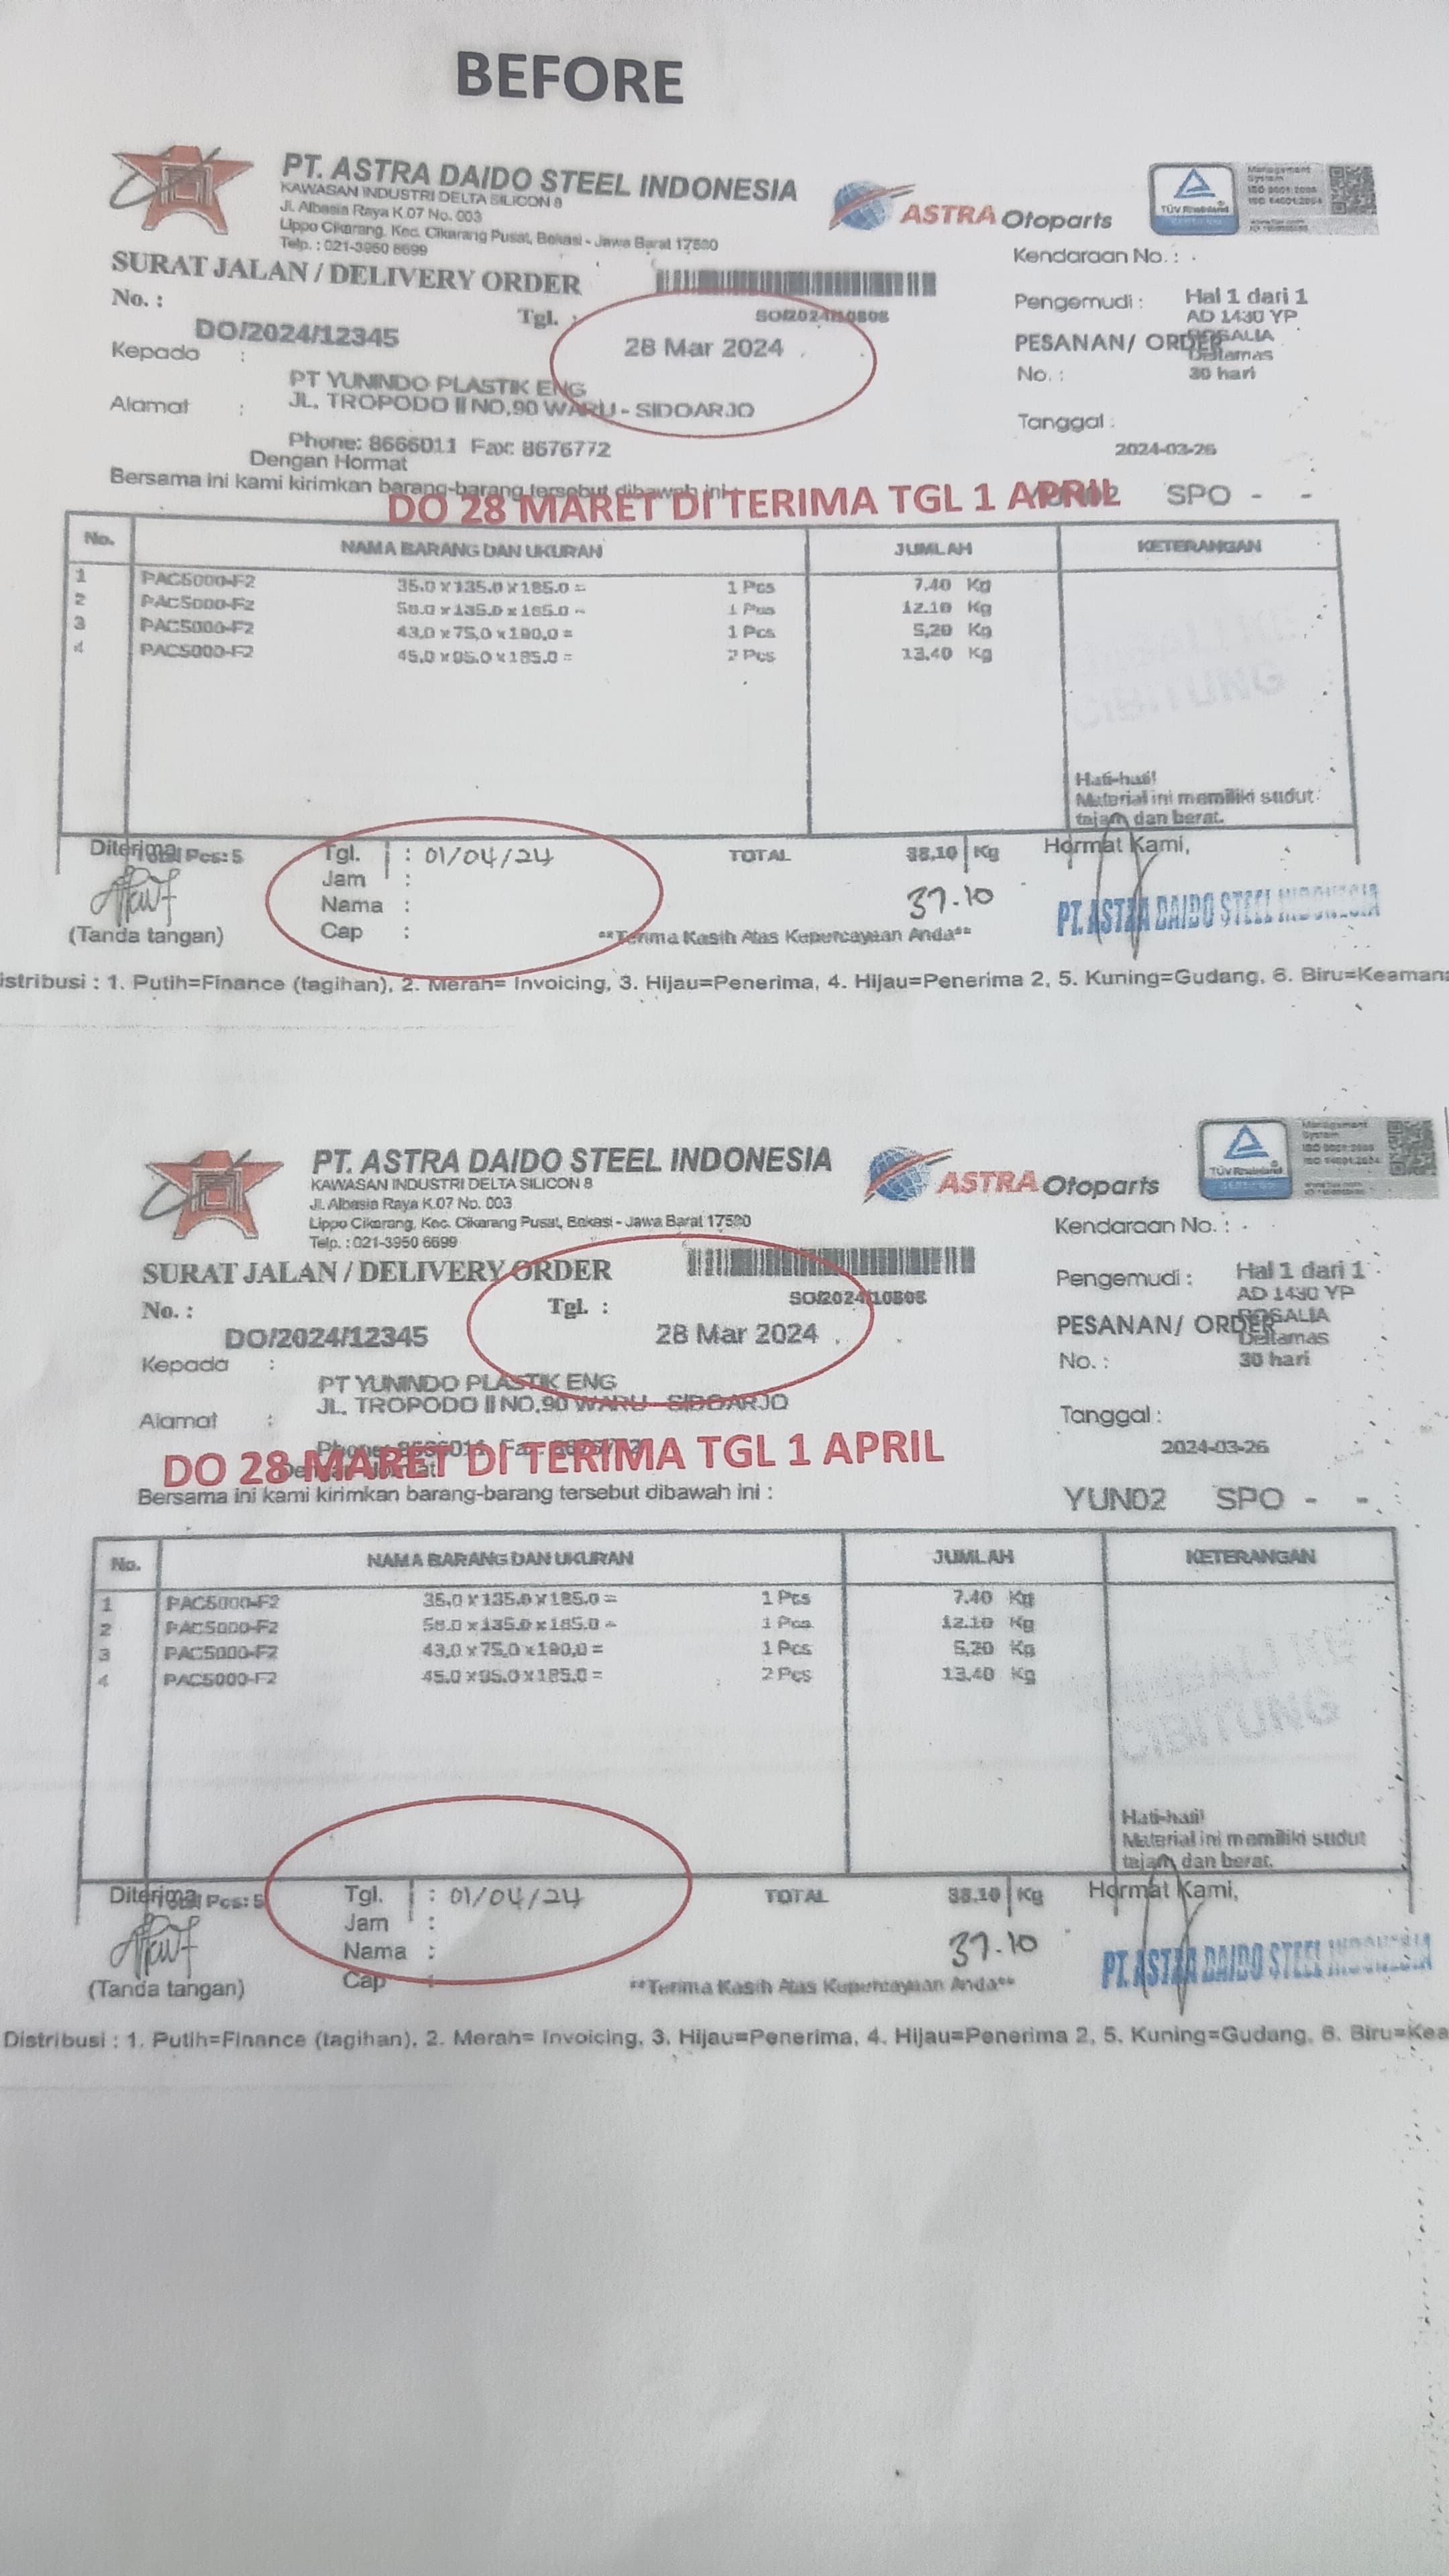 BEFORE
PT. ASTRA DAIDO STEEL INDONESIA
KAWASAN INDUSTRI DELTA SILICON 8
Jl. Albasia Raya K.07 No. 003
Lippo Cikarang, Kec. Cikarang Pusat, Bekasi - Jawa Barat 17530
Telp. : 021-3950 6699
ASTRA Otoparts
TÜV Rheinland
Management
System
SURAT JALAN / DELIVERY ORDER
Kendaraan No. :
No. :
Tgl. :
SO/2024/10808
Pengemudi : Hal 1 dari 1
AD 1430 YP
DO/2024/12345
28 Mar 2024
PESANAN/ ORDER
ROSALIA
Deltamas
Kepada :
No. : 30 hari
PT YUNINDO PLASTIK ENG
Alamat :
JL. TROPODO II NO.90 WARU - SIDOARJO
Tanggal :
Phone: 8666011 Fax: 8676772
2024-03-26
Dengan Hormat
Bersama ini kami kirimkan barang-barang tersebut dibawah ini :
DO 28 MARET DI TERIMA TGL 1 APRIL
SPO - -
No. NAMA BARANG DAN UKURAN JUMLAH KETERANGAN
1 PAC5000-F2 35.0 x 135.0 x 185.0 = 1 Pcs 7.40 Kg
2 PAC5000-F2 58.0 x 135.0 x 185.0 = 1 Pcs 12.10 Kg
3 PAC5000-F2 43,0 x 75,0 x 190,0 = 1 Pcs 5,20 Kg
4 PAC5000-F2 45.0 x 95.0 x 185.0 = 2 Pcs 13.40 Kg
CIBITUNG
Hati-hati!
Material ini memiliki sudut
tajam dan berat.
Diterima
Total Pcs: 5
Tgl. : 01/04/24
TOTAL 38.10 Kg
Hormat Kami,
Jam :
Nama :
37.10
PT. ASTRA DAIDO STEEL INDONESIA
(Tanda tangan)
Cap :
**Terima Kasih Atas Kepercayaan Anda**
istribusi : 1. Putih=Finance (tagihan), 2. Merah= Invoicing, 3. Hijau=Penerima, 4. Hijau=Penerima 2, 5. Kuning=Gudang, 6. Biru=Keamana
PT. ASTRA DAIDO STEEL INDONESIA
KAWASAN INDUSTRI DELTA SILICON 8
Jl. Albasia Raya K.07 No. 003
Lippo Cikarang, Kec. Cikarang Pusat, Bekasi - Jawa Barat 17530
Telp. : 021-3950 6699
ASTRA Otoparts
TÜV Rheinland
Management
System
SURAT JALAN / DELIVERY ORDER
Kendaraan No. :
No. :
Tgl. :
SO/2024/10808
Pengemudi : Hal 1 dari 1
AD 1430 YP
DO/2024/12345
28 Mar 2024
PESANAN/ ORDER
ROSALIA
Deltamas
Kepada :
No. : 30 hari
PT YUNINDO PLASTIK ENG
Alamat :
JL. TROPODO II NO.90 WARU - SIDOARJO
Tanggal :
2024-03-26
DO 28 MARET DI TERIMA TGL 1 APRIL
Bersama ini kami kirimkan barang-barang tersebut dibawah ini :
YUN02 SPO - -
No. NAMA BARANG DAN UKURAN JUMLAH KETERANGAN
1 PAC5000-F2 35,0 x 135.0 x 185.0 = 1 Pcs 7.40 Kg
2 PAC5000-F2 58.0 x 135.0 x 185.0 = 1 Pcs 12.10 Kg
3 PAC5000-F2 43,0 x 75,0 x 190,0 = 1 Pcs 5,20 Kg
4 PAC5000-F2 45.0 x 95.0 x 185.0 = 2 Pcs 13.40 Kg
CIBITUNG
Hati-hati!
Material ini memiliki sudut
tajam dan berat.
Diterima
Total Pcs: 5
Tgl. : 01/04/24
TOTAL 38.10 Kg
Hormat Kami,
Jam :
Nama :
37.10
PT. ASTRA DAIDO STEEL INDONESIA
(Tanda tangan)
Cap :
**Terima Kasih Atas Kepercayaan Anda**
Distribusi : 1. Putih=Finance (tagihan), 2. Merah= Invoicing, 3. Hijau=Penerima, 4. Hijau=Penerima 2, 5. Kuning=Gudang, 6. Biru=Kea